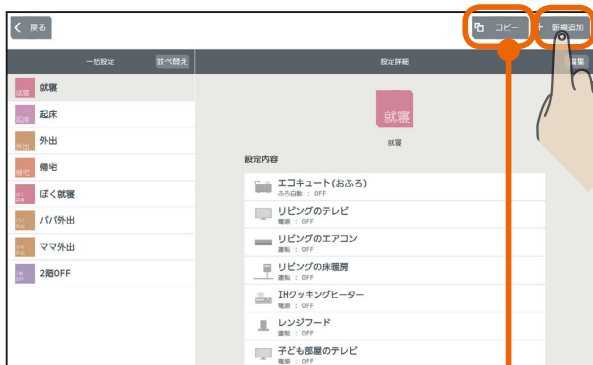 戻る
コピー
+ 新規追加
一括設定
並べ替え
設定詳細
編集
就寝
就寝
起床
起床
外出
外出
帰宅
帰宅
ぼく就寝
パパ外出
ママ外出
2階OFF
就寝
就寝
設定内容
エコキュート(おふろ)
ふろ自動 : OFF
リビングのテレビ
電源 : OFF
リビングのエアコン
運転 : OFF
リビングの床暖房
運転 : OFF
IHクッキングヒーター
電源 : OFF
レンジフード
運転 : OFF
子ども部屋のテレビ
電源 : OFF